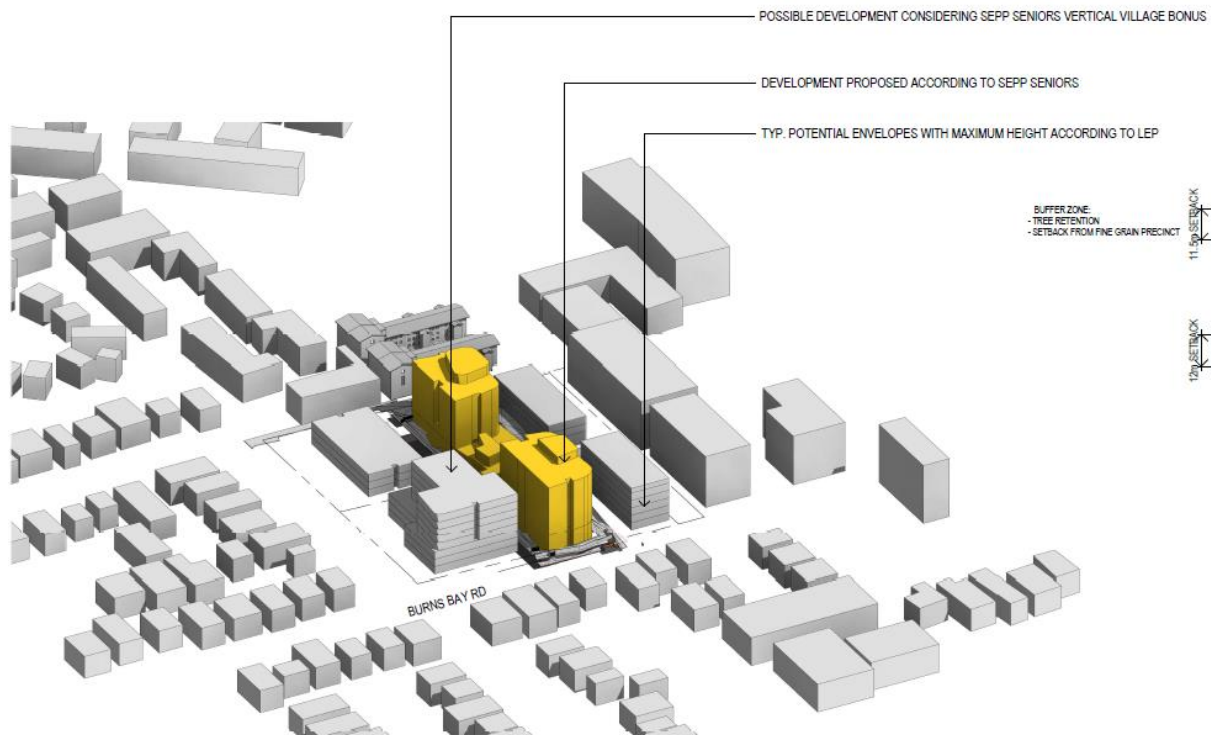 POSSIBLE DEVELOPMENT CONSIDERING SEPP SENIORS VERTICAL VILLAGE BONUS
DEVELOPMENT PROPOSED ACCORDING TO SEPP SENIORS
TYP. POTENTIAL ENVELOPES WITH MAXIMUM HEIGHT ACCORDING TO LEP
BUFFER ZONE:
- TREE RETENTION
- SETBACK FROM FINE GRAIN PRECINCT
11.5m SETBACK
12m SETBACK
BURNS BAY RD